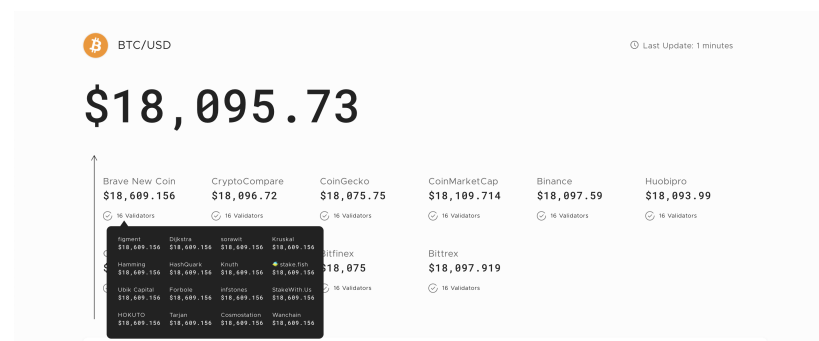 BTC/USD
Last Update: 1 minutes
$18,095.73
Brave New Coin CryptoCompare CoinGecko CoinMarketCap Binance Huobipro
$18,609.156 $18,096.72 $18,075.75 $18,109.714 $18,097.59 $18,093.99
16 Validators 16 Validators 16 Validators 16 Validators 16 Validators 16 Validators
figment Dijkstra sorawit Kruskal
$18,609.156 $18,609.156 $18,609.156 $18,609.156
Bitfinex Bittrex
Hamming HashQuark Knuth stake.fish
$18,609.156 $18,609.156 $18,609.156 $18,609.156
$18,075 $18,097.919
16 Validators 16 Validators
Ubik Capital Forbole infstones StakeWith.Us
$18,609.156 $18,609.156 $18,609.156 $18,609.156
HOKUTO Tarjan Cosmostation Wanchain
$18,609.156 $18,609.156 $18,609.156 $18,609.156